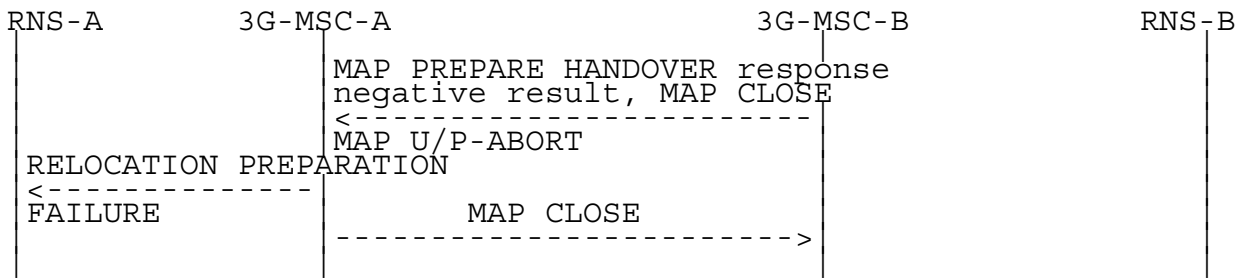 RNS-A 3G-MSC-A 3G-MSC-B RNS-B
MAP PREPARE HANDOVER response
negative result, MAP CLOSE
MAP U/P-ABORT
RELOCATION PREPARATION
FAILURE MAP CLOSE